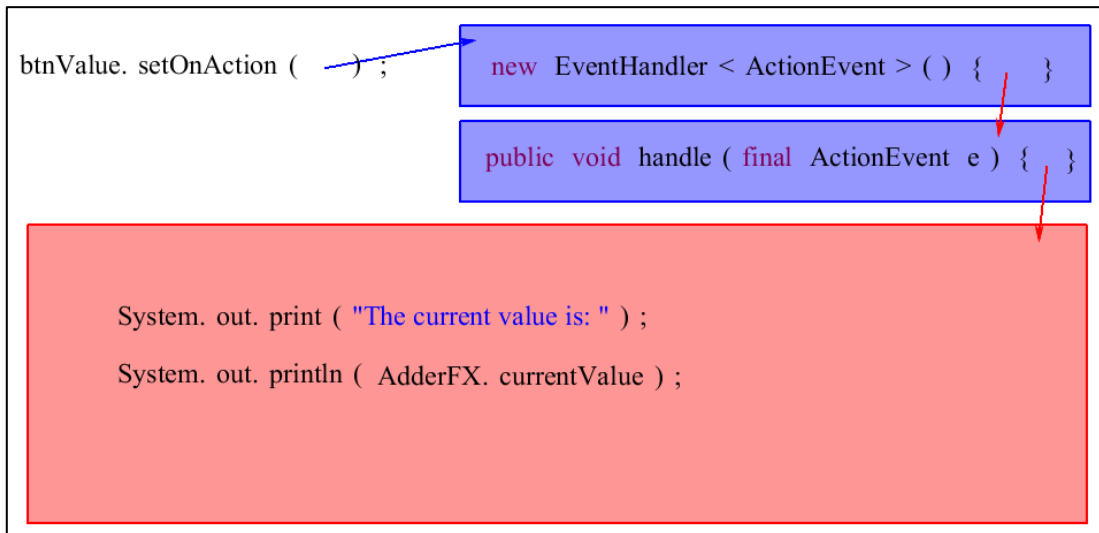 btnValue. setOnAction ( ) ;
new EventHandler < ActionEvent > ( ) { }
public void handle ( final ActionEvent e ) { }
System. out. print ( "The current value is: " ) ;
System. out. println ( AdderFX. currentValue ) ;